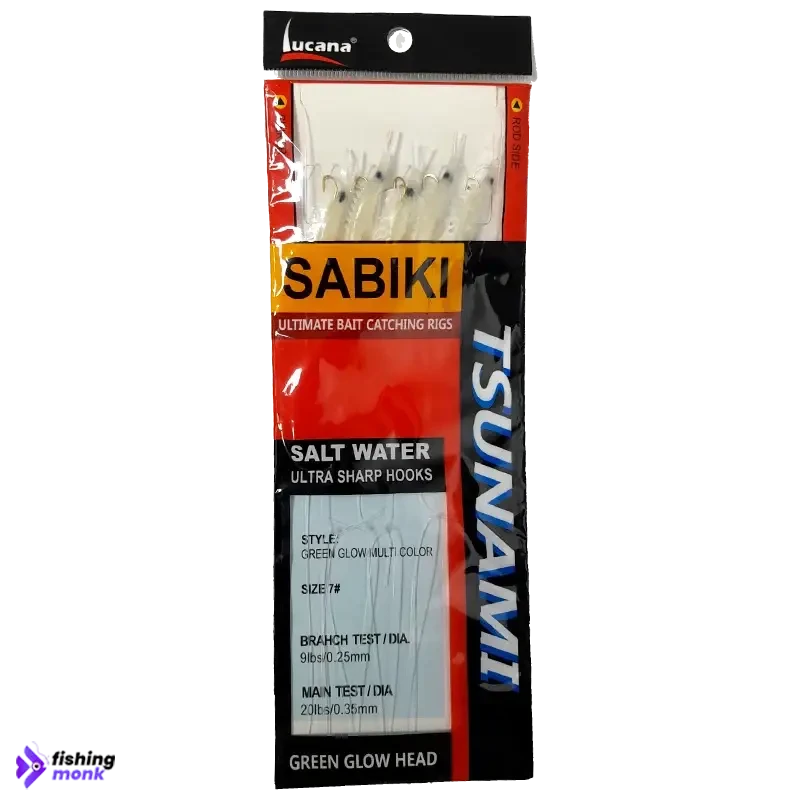 Lucana®
ROD SIDE
SABIKI
ULTIMATE BAIT CATCHING RIGS
TSUNAMI
SALT WATER
ULTRA SHARP HOOKS
STYLE:
GREEN GLOW MULTI COLOR
SIZE 7#
BRAHCH TEST / DIA.
9lbs/0.25mm
MAIN TEST / DIA
20lbs/0.35mm
GREEN GLOW HEAD
fishing
monk